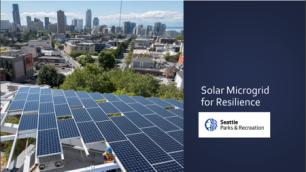 Solar Microgrid
for Resilience
Seattle
Parks & Recreation